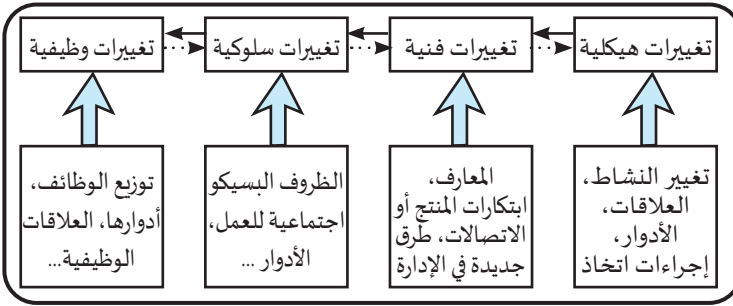 تغييرات هيكلية
تغييرات فنية
تغييرات سلوكية
تغييرات وظيفية
تغيير النشاط،
العلاقات،
الأدوار،
إجراءات اتخاذ
المعارف،
ابتكارات المنتج أو
الاتصالات، طرق
جديدة في الإدارة
الظروف البسيكو
اجتماعية للعمل،
الأدوار ...
توزيع الوظائف،
أدوارها، العلاقات
الوظيفية...